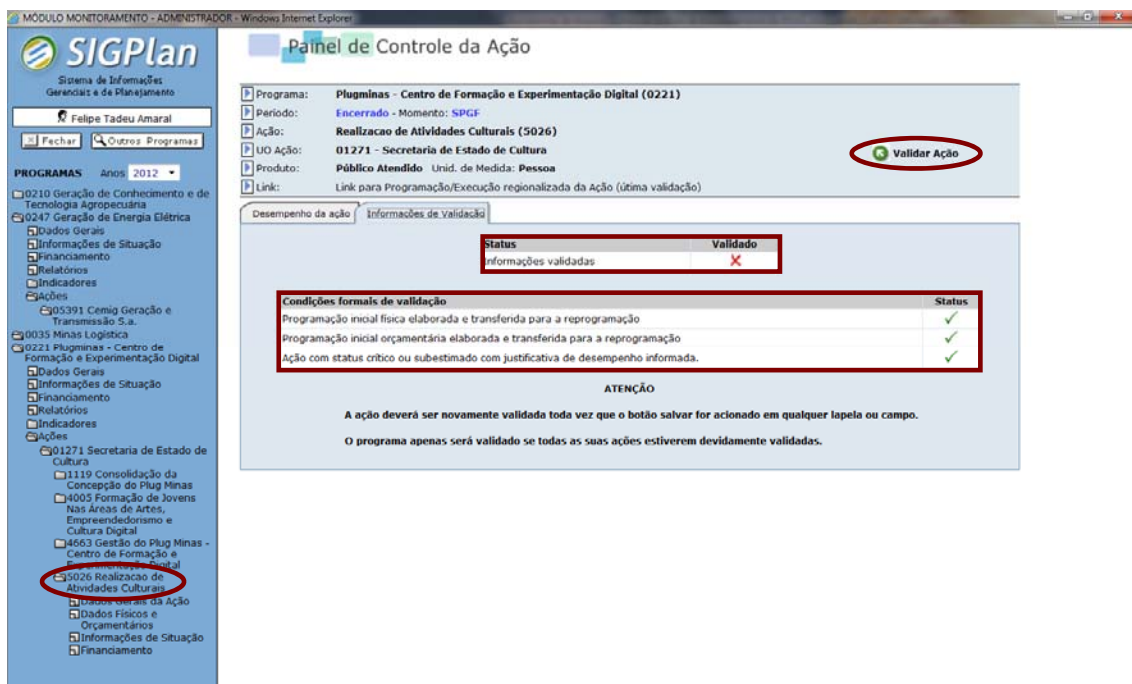 MÓDULO MONITORAMENTO - ADMINISTRADOR - Windows Internet Explorer
SIGPlan
Sistema de Informações
Gerenciais e de Planejamento
Felipe Tadeu Amaral
Fechar
Outros Programas
PROGRAMAS Anos 2012
0210 Geração de Conhecimento e de
Tecnologia Agropecuária
0247 Geração de Energia Elétrica
Dados Gerais
Informações de Situação
Financiamento
Relatórios
Indicadores
Ações
05391 Cemig Geração e
Transmissão S.a.
0035 Minas Logística
0221 Plugminas - Centro de
Formação e Experimentação Digital
Dados Gerais
Informações de Situação
Financiamento
Relatórios
Indicadores
Ações
01271 Secretaria de Estado de
Cultura
1119 Consolidação da
Concepção do Plug Minas
4005 Formação de Jovens
Nas Áreas de Artes,
Empreendedorismo e
Cultura Digital
4663 Gestão do Plug Minas -
Centro de Formação e
Experimentação Digital
5026 Realizacao de
Atividades Culturais
Dados Gerais da Ação
Dados Físicos e
Orçamentários
Informações de Situação
Financiamento
Painel de Controle da Ação
Programa: Plugminas - Centro de Formação e Experimentação Digital (0221)
Período: Encerrado - Momento: SPGF
Ação: Realizacao de Atividades Culturais (5026)
UO Ação: 01271 - Secretaria de Estado de Cultura
Produto: Público Atendido Unid. de Medida: Pessoa
Link: Link para Programação/Execução regionalizada da Ação (útima validação)
Validar Ação
Desempenho da ação
Informações de Validação
Status Validado
Informações validadas
Condições formais de validação Status
Programação inicial física elaborada e transferida para a reprogramação
Programação inicial orçamentária elaborada e transferida para a reprogramação
Ação com status crítico ou subestimado com justificativa de desempenho informada.
ATENÇÃO
A ação deverá ser novamente validada toda vez que o botão salvar for acionado em qualquer lapela ou campo.
O programa apenas será validado se todas as suas ações estiverem devidamente validadas.